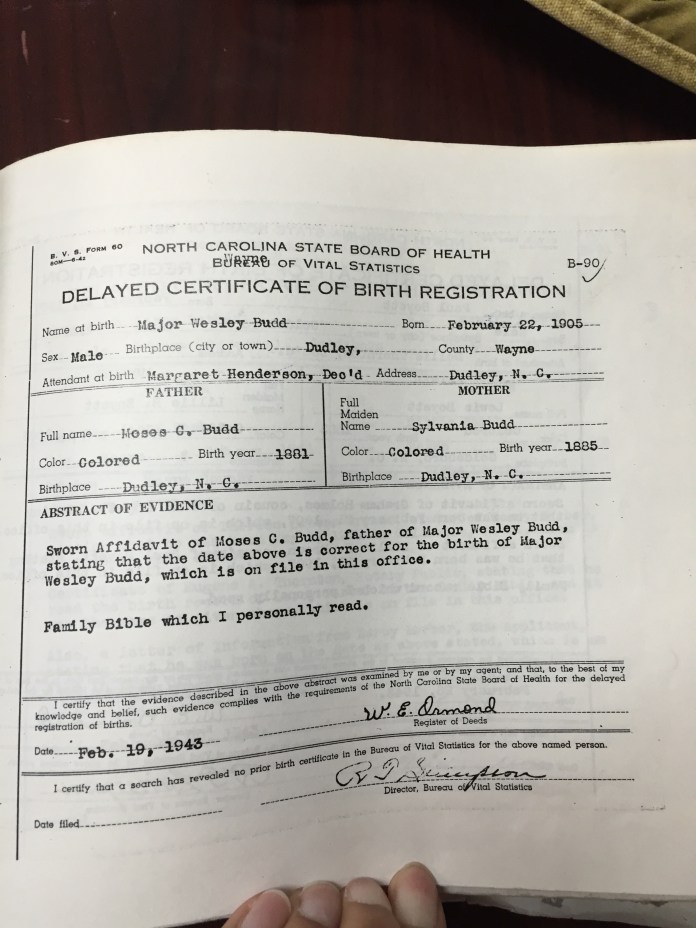 B. V. S. FORM 60
50M—6-42
NORTH CAROLINA STATE BOARD OF HEALTH
Wayne
BUREAU OF VITAL STATISTICS
B-90
DELAYED CERTIFICATE OF BIRTH REGISTRATION
Name at birth Major Wesley Budd Born February 22, 1905
Sex Male Birthplace (city or town) Dudley, County Wayne
Attendant at birth Margaret Henderson, Dec'd Address Dudley, N. C.
FATHER
Full name Moses C. Budd
Color Colored Birth year 1881
Birthplace Dudley, N. C.
MOTHER
Full
Maiden
Name Sylvania Budd
Color Colored Birth year 1885
Birthplace Dudley, N. C.
ABSTRACT OF EVIDENCE
Sworn Affidavit of Moses C. Budd, father of Major Wesley Budd,
stating that the date above is correct for the birth of Major
Wesley Budd, which is on file in this office.
Family Bible which I personally read.
I certify that the evidence described in the above abstract was examined by me or by my agent; and that, to the best of my
knowledge and belief, such evidence complies with the requirements of the North Carolina State Board of Health for the delayed
registration of births.
W. E. Ormond
Register of Deeds
Date Feb. 19, 1943
I certify that a search has revealed no prior birth certificate in the Bureau of Vital Statistics for the above named person.
R T Stimpson
Director, Bureau of Vital Statistics
Date filed